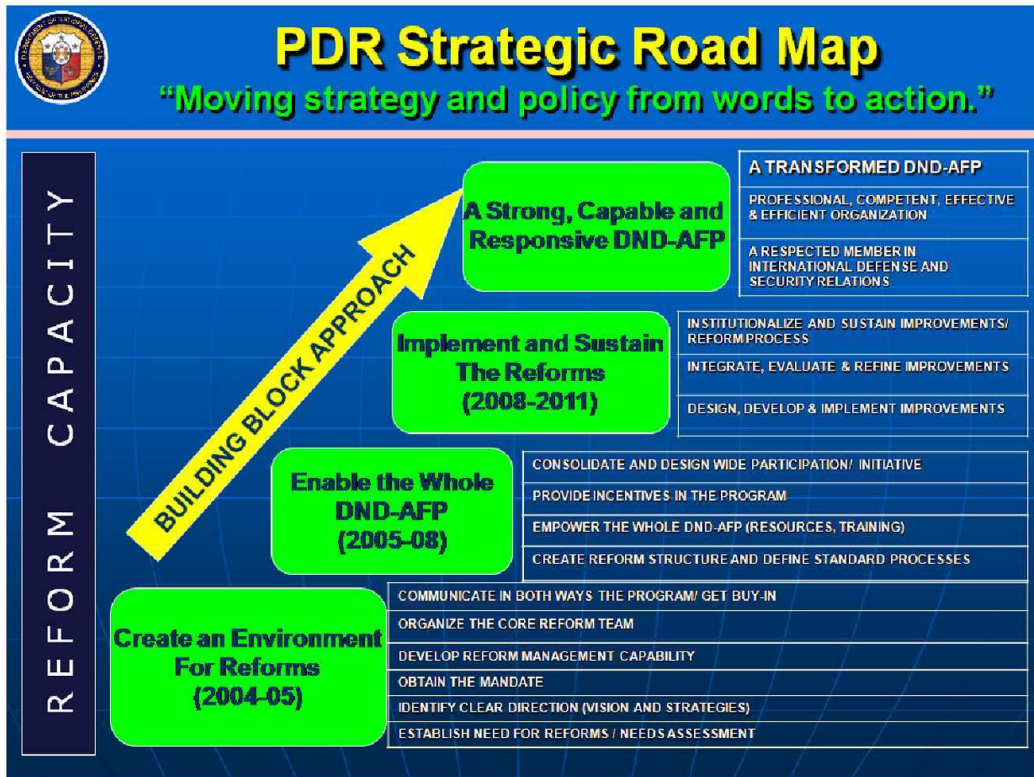 PDR Strategic Road Map
“Moving strategy and policy from words to action.”
REFORM CAPACITY
BUILDING BLOCK APPROACH
A Strong, Capable and
Responsive DND-AFP
A TRANSFORMED DND-AFP
PROFESSIONAL, COMPETENT, EFFECTIVE
& EFFICIENT ORGANIZATION
A RESPECTED MEMBER IN
INTERNATIONAL DEFENSE AND
SECURITY RELATIONS
Implement and Sustain
The Reforms
(2008-2011)
INSTITUTIONALIZE AND SUSTAIN IMPROVEMENTS/
REFORM PROCESS
INTEGRATE, EVALUATE & REFINE IMPROVEMENTS
DESIGN, DEVELOP & IMPLEMENT IMPROVEMENTS
Enable the Whole
DND-AFP
(2005-08)
CONSOLIDATE AND DESIGN WIDE PARTICIPATION/ INITIATIVE
PROVIDE INCENTIVES IN THE PROGRAM
EMPOWER THE WHOLE DND-AFP (RESOURCES, TRAINING)
CREATE REFORM STRUCTURE AND DEFINE STANDARD PROCESSES
Create an Environment
For Reforms
(2004-05)
COMMUNICATE IN BOTH WAYS THE PROGRAM/ GET BUY-IN
ORGANIZE THE CORE REFORM TEAM
DEVELOP REFORM MANAGEMENT CAPABILITY
OBTAIN THE MANDATE
IDENTIFY CLEAR DIRECTION (VISION AND STRATEGIES)
ESTABLISH NEED FOR REFORMS / NEEDS ASSESSMENT